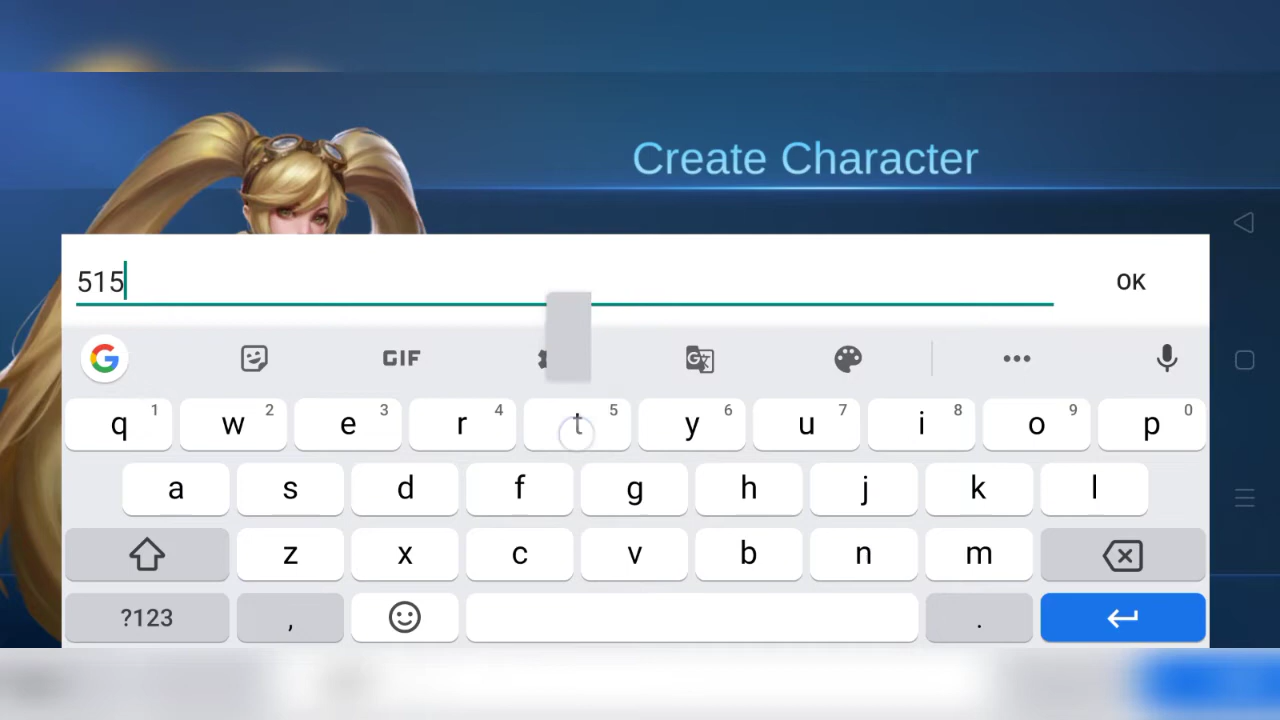 Create Character
515
OK
GIF
q 1 w 2 e 3 r 4 t 5 y 6 u 7 i 8 o 9 p 0
a s d f g h j k l
z x c v b n m
?123 , .